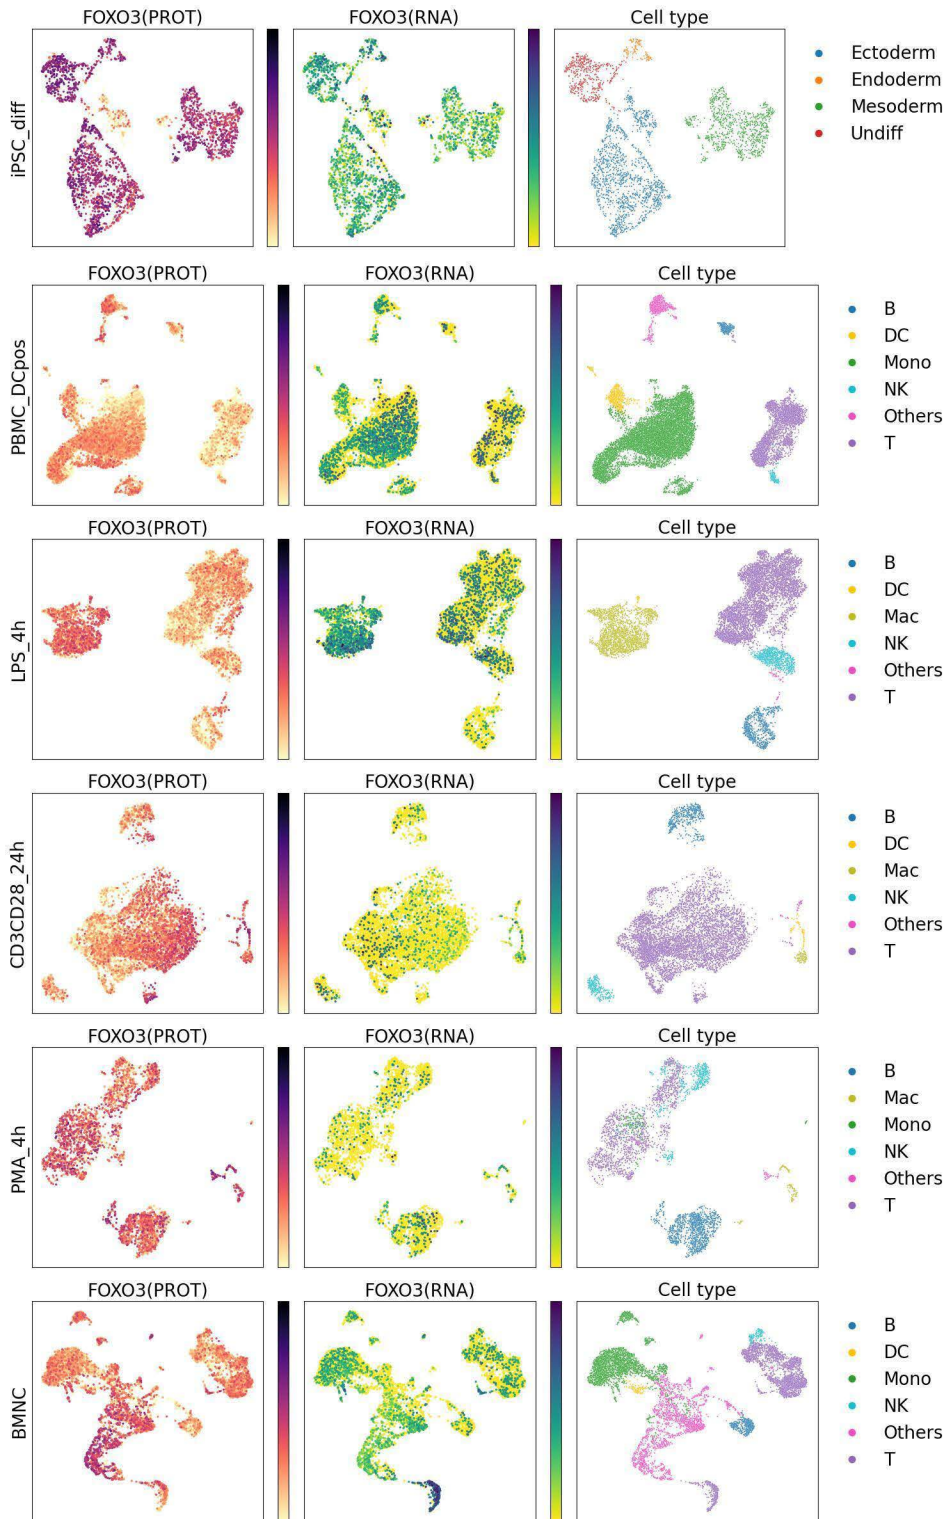 FOXO3(PROT) FOXO3(RNA) Cell type
iPSC_diff
Ectoderm
Endoderm
Mesoderm
Undiff
FOXO3(PROT) FOXO3(RNA) Cell type
PBMC_DCpos
B
DC
Mono
NK
Others
T
FOXO3(PROT) FOXO3(RNA) Cell type
LPS_4h
B
DC
Mac
NK
Others
T
FOXO3(PROT) FOXO3(RNA) Cell type
CD3CD28_24h
B
DC
Mac
NK
Others
T
FOXO3(PROT) FOXO3(RNA) Cell type
PMA_4h
B
Mac
Mono
NK
Others
T
FOXO3(PROT) FOXO3(RNA) Cell type
BMNC
B
DC
Mono
NK
Others
T